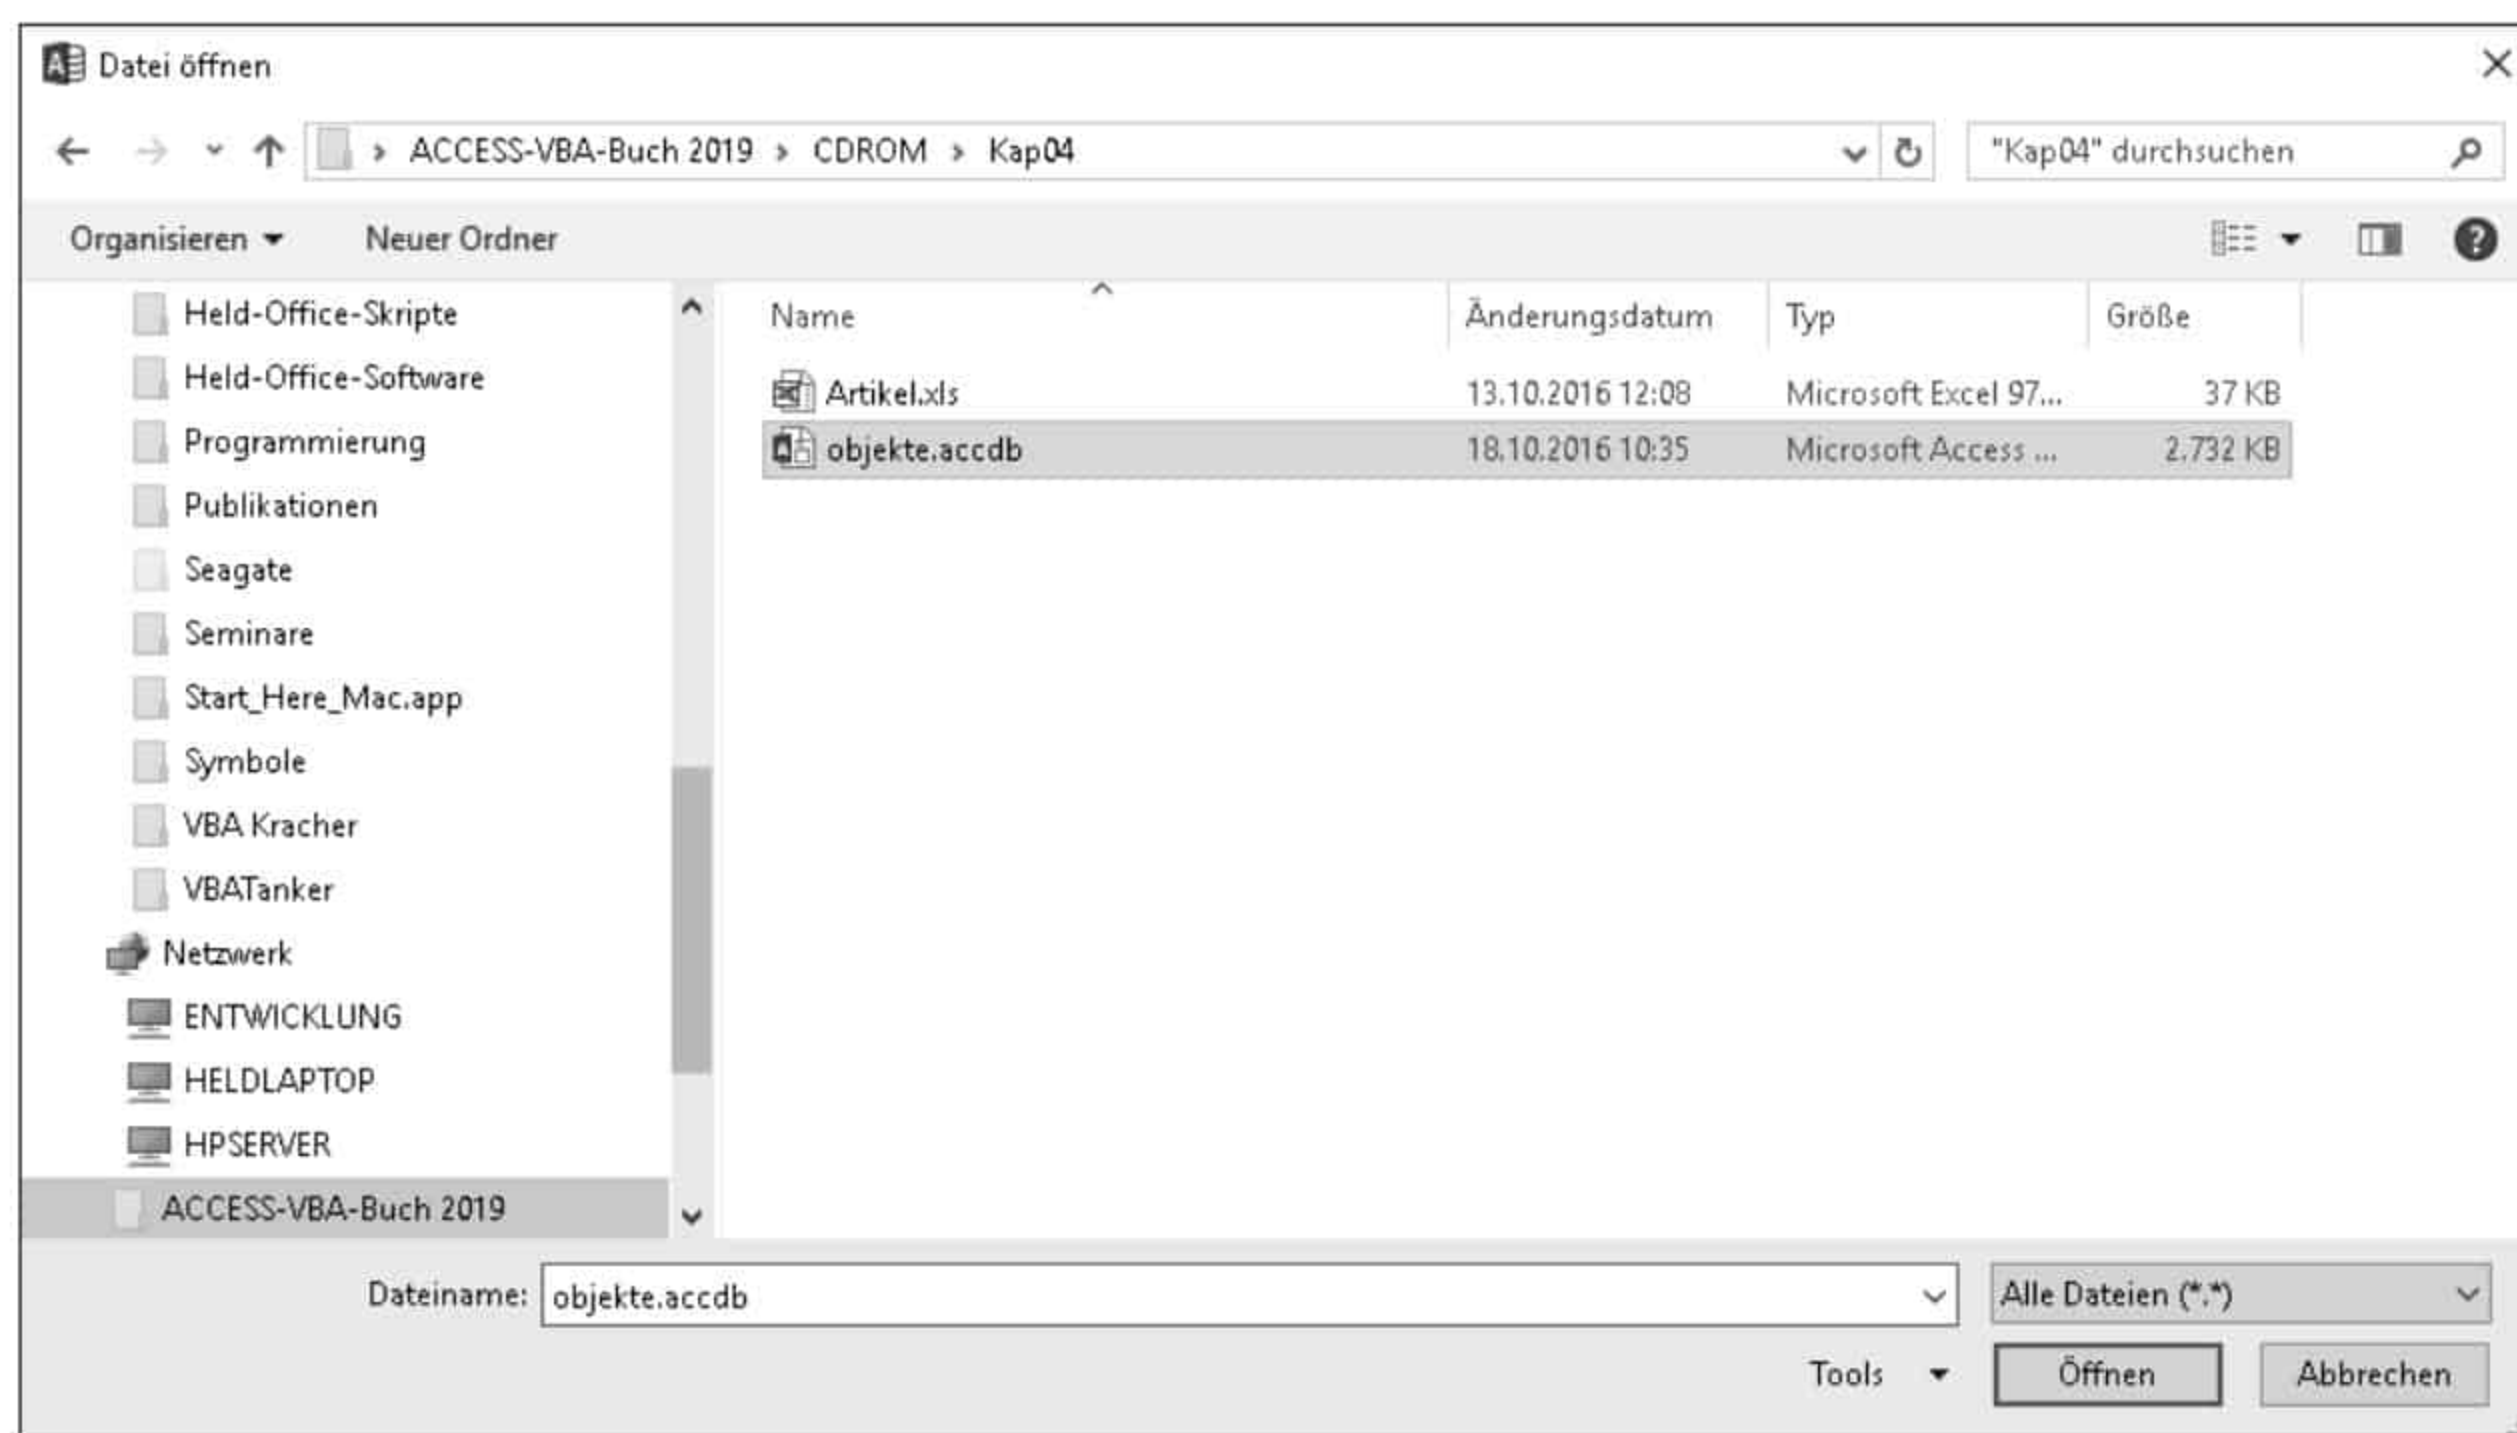 Datei öffnen
ACCESS-VBA-Buch 2019 > CDROM > Kap04
"Kap04" durchsuchen
Organisieren
Neuer Ordner
Held-Office-Skripte
Held-Office-Software
Programmierung
Publikationen
Seagate
Seminare
Start_Here_Mac.app
Symbole
VBA Kracher
VBATanker
Netzwerk
ENTWICKLUNG
HELDLAPTOP
HPSERVER
ACCESS-VBA-Buch 2019
Name Änderungsdatum Typ Größe
Artikel.xls 13.10.2016 12:08 Microsoft Excel 97... 37 KB
objekte.accdb 18.10.2016 10:35 Microsoft Access ... 2.732 KB
Dateiname: objekte.accdb
Alle Dateien (*.*)
Tools
Öffnen
Abbrechen